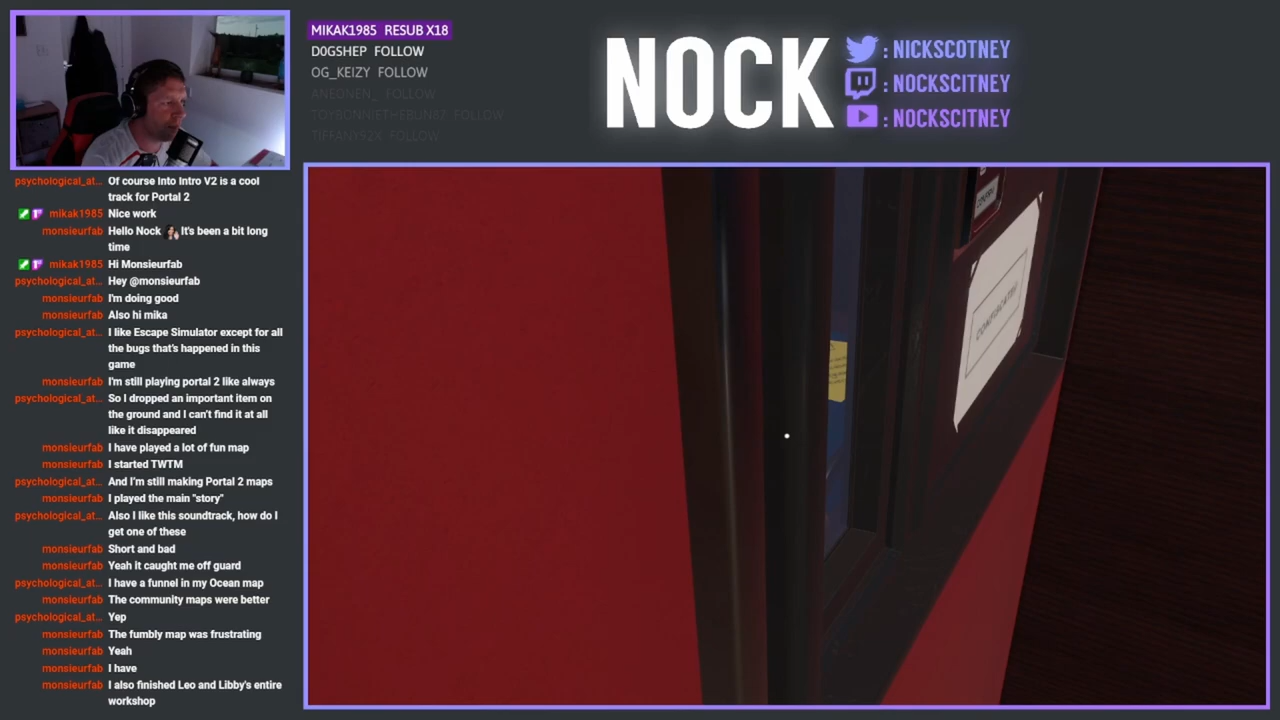 MIKAK1985 RESUB X18
D0GSHEP FOLLOW
OG_KEIZY FOLLOW
ANEDNEN_ FOLLOW
TOYBONNIETHEBUN87 FOLLOW
TIFFANY92X FOLLOW
NOCK
: NICKSCOTNEY
: NOCKSCITNEY
: NOCKSCITNEY
psychological_at... Of course Into Intro V2 is a cool
track for Portal 2
mikak1985 Nice work
monsieurfab Hello Nock It's been a bit long
time
mikak1985 Hi Monsieurfab
psychological_at... Hey @monsieurfab
monsieurfab I'm doing good
monsieurfab Also hi mika
psychological_at... I like Escape Simulator except for all
the bugs that's happened in this
game
monsieurfab I'm still playing portal 2 like always
psychological_at... So I dropped an important item on
the ground and I can't find it at all
like it disappeared
monsieurfab I have played a lot of fun map
monsieurfab I started TWTM
psychological_at... And I'm still making Portal 2 maps
monsieurfab I played the main "story"
psychological_at... Also I like this soundtrack, how do I
get one of these
monsieurfab Short and bad
monsieurfab Yeah it caught me off guard
psychological_at... I have a funnel in my Ocean map
monsieurfab The community maps were better
psychological_at... Yep
monsieurfab The fumbly map was frustrating
monsieurfab Yeah
monsieurfab I have
monsieurfab I also finished Leo and Libby's entire
workshop